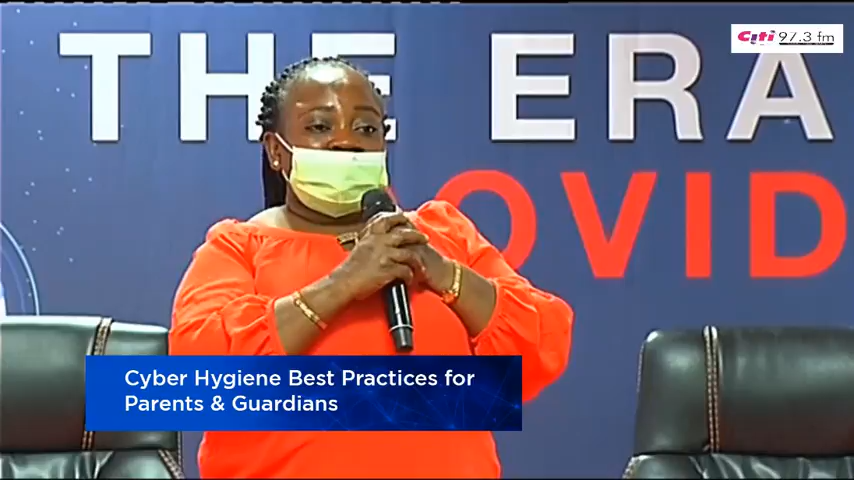 Citi 97.3 fm
THE ERA
OVID
Cyber Hygiene Best Practices for
Parents & Guardians